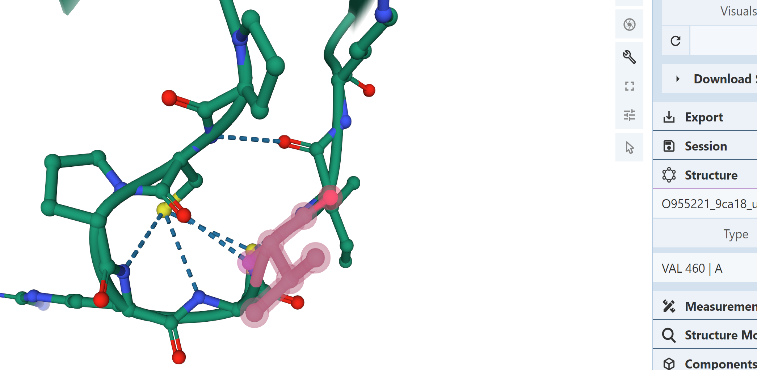 Visuals
Download S
Export
Session
Structure
O955221_9ca18_u
Type
VAL 460 | A
Measuremen
Structure Mo
Components